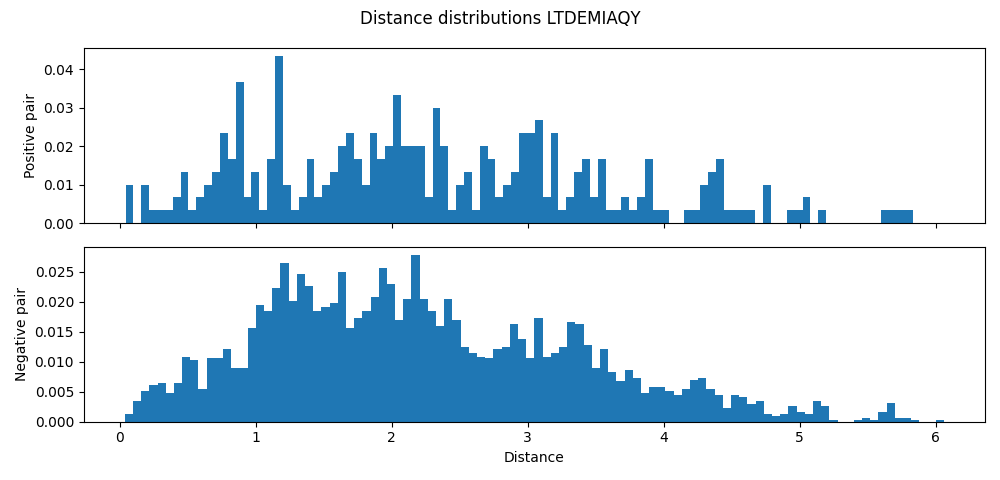 Distance distributions LTDEMIAQY
0.04
0.03
0.02
0.01
0.00
Positive pair
0.025
0.020
0.015
0.010
0.005
0.000
Negative pair
0 1 2 3 4 5 6
Distance